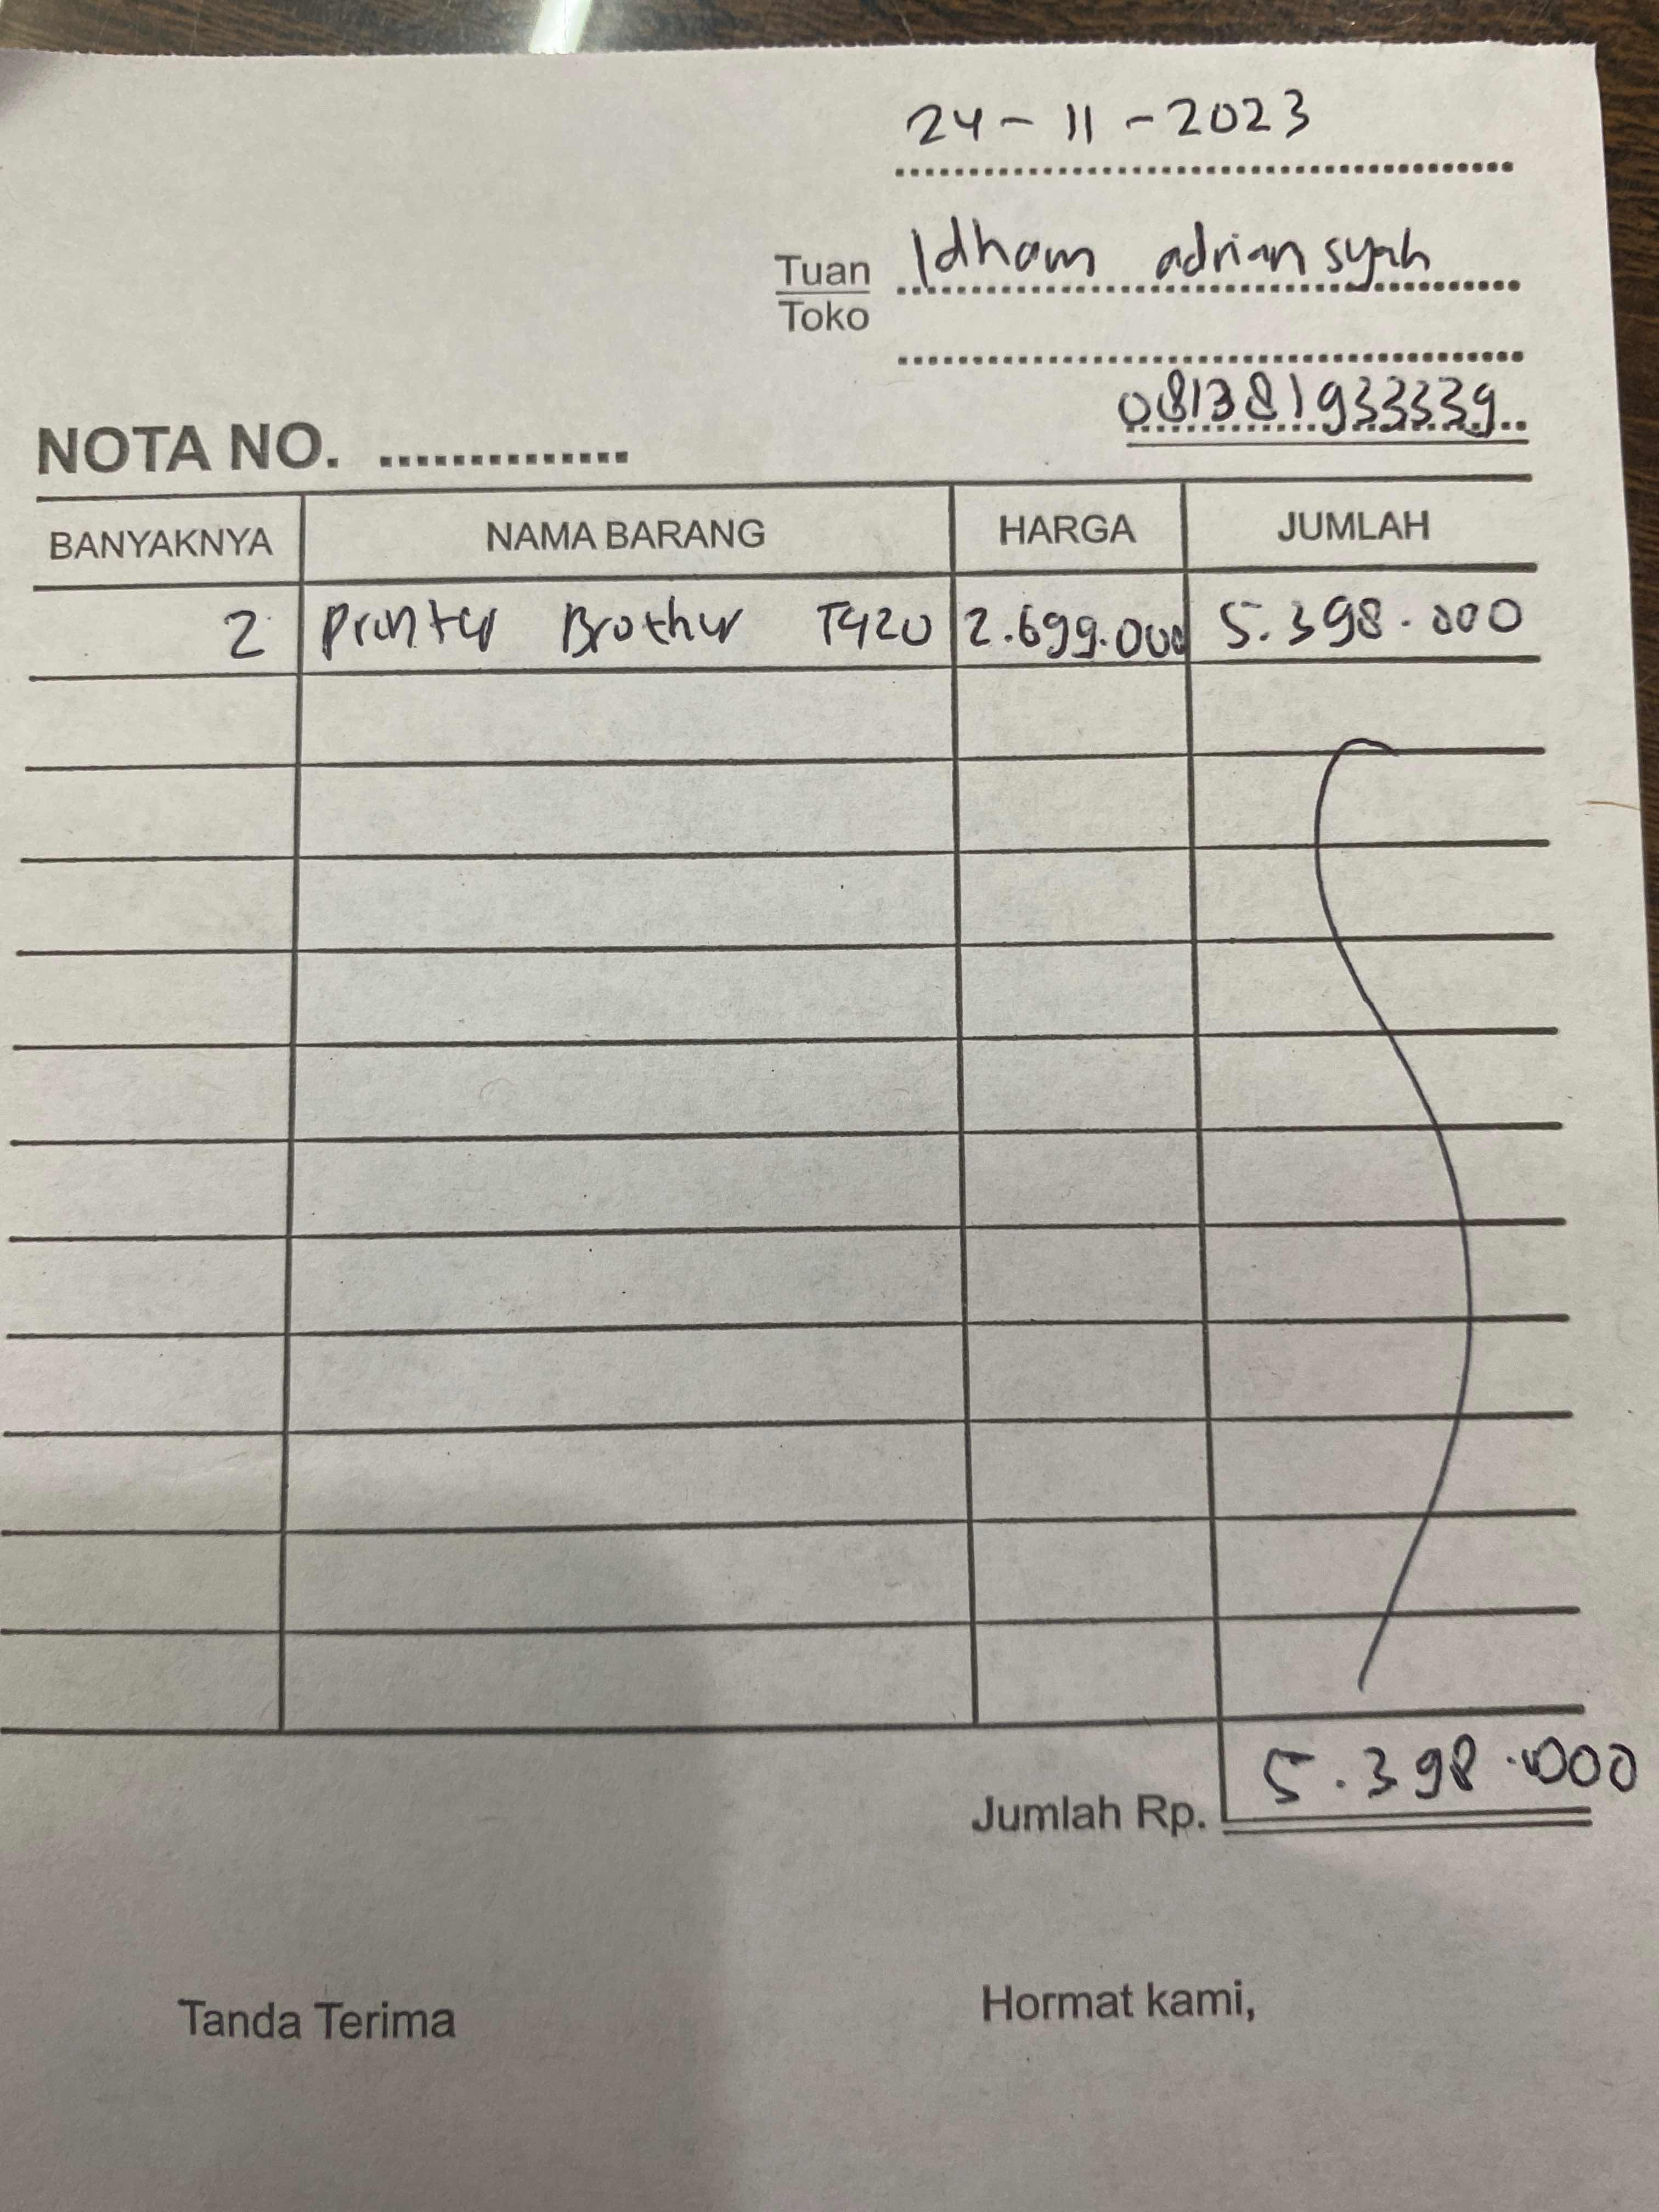 24-11-2023
Tuan Idham adriansyah
Toko
081381933339
NOTA NO. ..............
BANYAKNYA NAMA BARANG HARGA JUMLAH
2 Printer Brother T420 2.699.000 5.398.000
Jumlah Rp. 5.398.000
Tanda Terima Hormat kami,